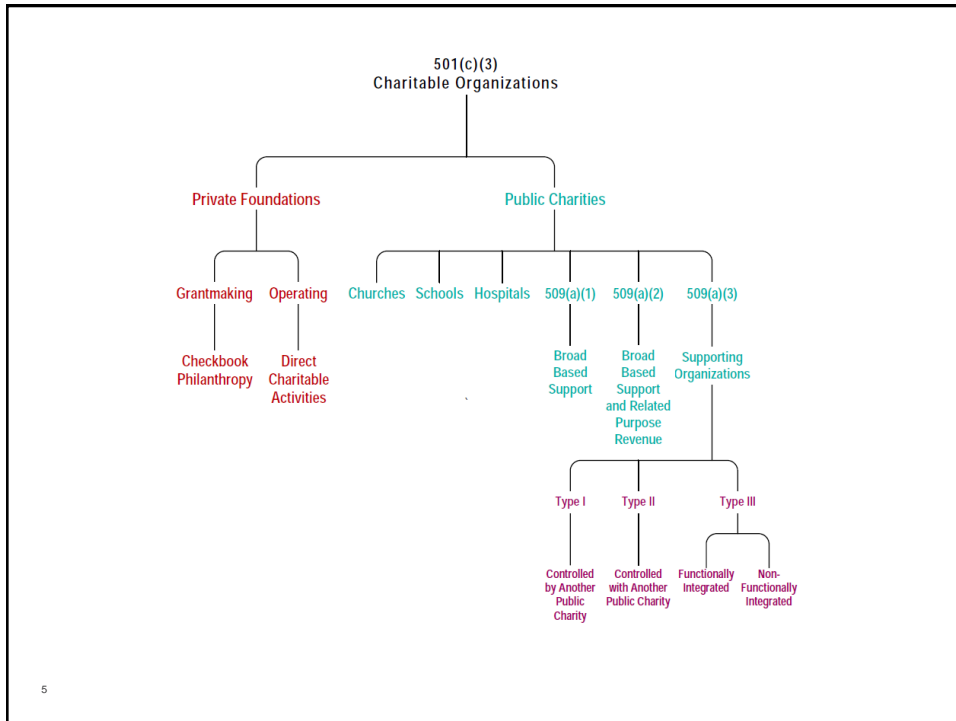 501(c)(3)
Charitable Organizations
Private Foundations
Public Charities
Grantmaking
Operating
Churches
Schools
Hospitals
509(a)(1)
509(a)(2)
509(a)(3)
Checkbook
Philanthropy
Direct
Charitable
Activities
Broad
Based
Support
Broad
Based
Support
and Related
Purpose
Revenue
Supporting
Organizations
Type I
Type II
Type III
Controlled
by Another
Public
Charity
Controlled
with Another
Public Charity
Functionally
Integrated
Non-
Functionally
Integrated
5